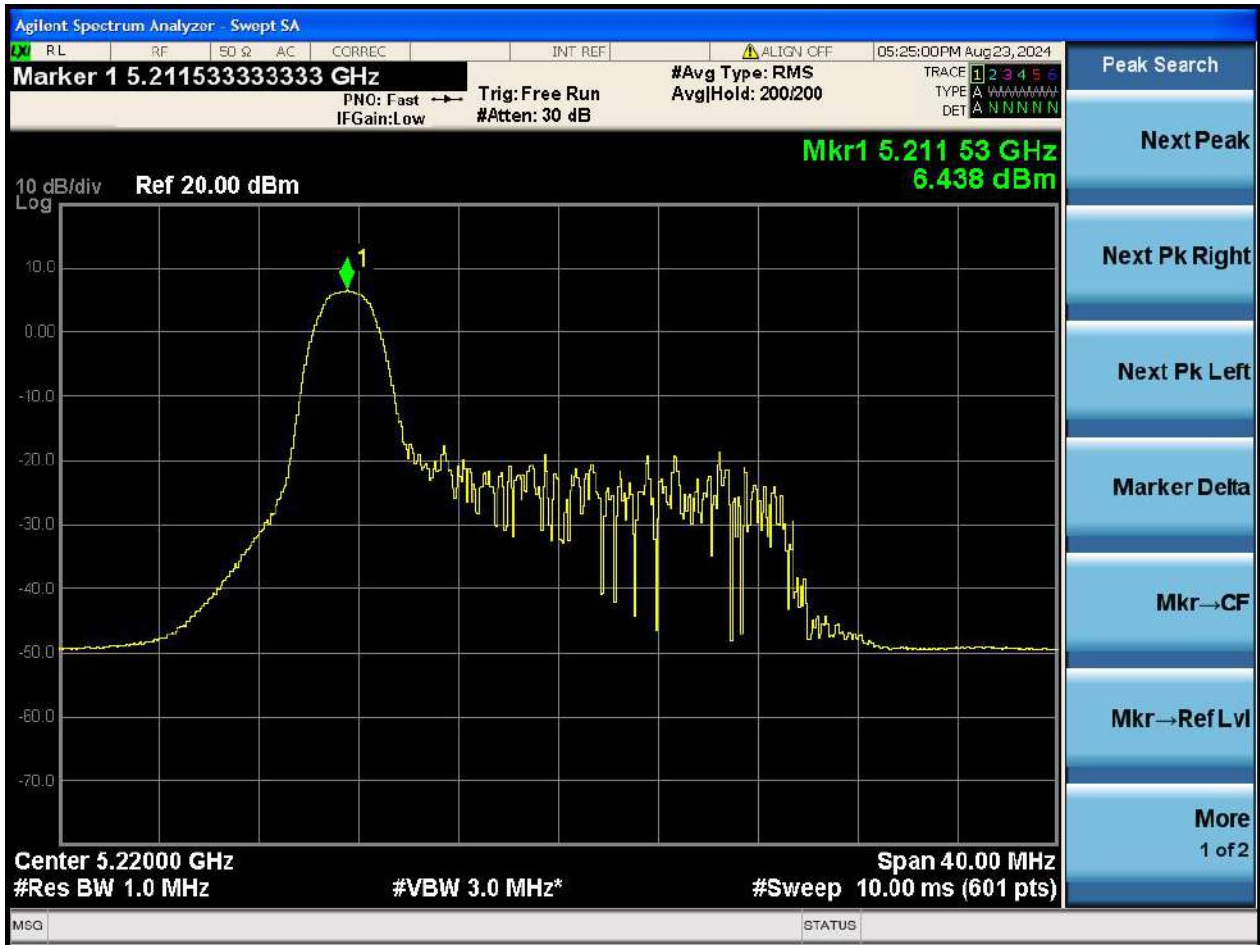 Agilent Spectrum Analyzer - Swept SA
LXI RL RF 50 Ω AC CORREC INT REF ALIGN OFF 05:25:00PM Aug 23, 2024
Marker 1 5.211533333333 GHz
PNO: Fast
IFGain:Low
Trig: Free Run
#Atten: 30 dB
#Avg Type: RMS
Avg|Hold: 200/200
TRACE 1 2 3 4 5 6
TYPE A WWWWW
DET A N N N N N
Mkr1 5.211 53 GHz
6.438 dBm
10 dB/div Ref 20.00 dBm
Log
1
10.0
0.00
-10.0
-20.0
-30.0
-40.0
-50.0
-60.0
-70.0
Center 5.22000 GHz Span 40.00 MHz
#Res BW 1.0 MHz #VBW 3.0 MHz* #Sweep 10.00 ms (601 pts)
MSG STATUS
Peak Search
Next Peak
Next Pk Right
Next Pk Left
Marker Delta
Mkr→CF
Mkr→Ref Lvl
More
1 of 2